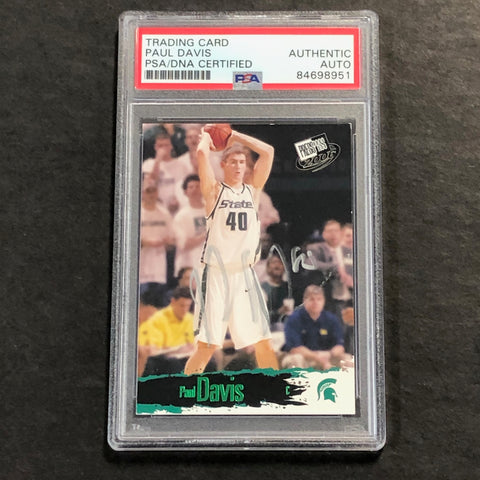 TRADING CARD
PAUL DAVIS
PSA/DNA CERTIFIED
AUTHENTIC
AUTO
84698951
PSA
PRESS PASS
2006
State
40
Paul Davis
C